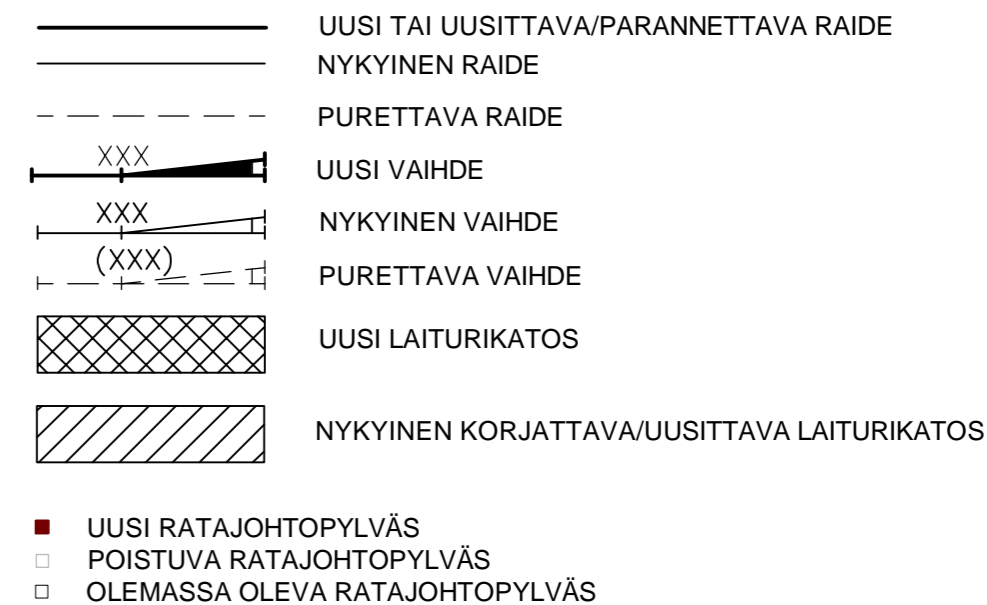 UUSI TAI UUSITTAVA/PARANNETTAVA RAIDE
NYKYINEN RAIDE
PURETTAVA RAIDE
XXX UUSI VAIHDE
XXX NYKYINEN VAIHDE
(XXX) PURETTAVA VAIHDE
UUSI LAITURIKATOS
NYKYINEN KORJATTAVA/UUSITTAVA LAITURIKATOS
UUSI RATAJOHTOPYLVÄS
POISTUVA RATAJOHTOPYLVÄS
OLEMASSA OLEVA RATAJOHTOPYLVÄS